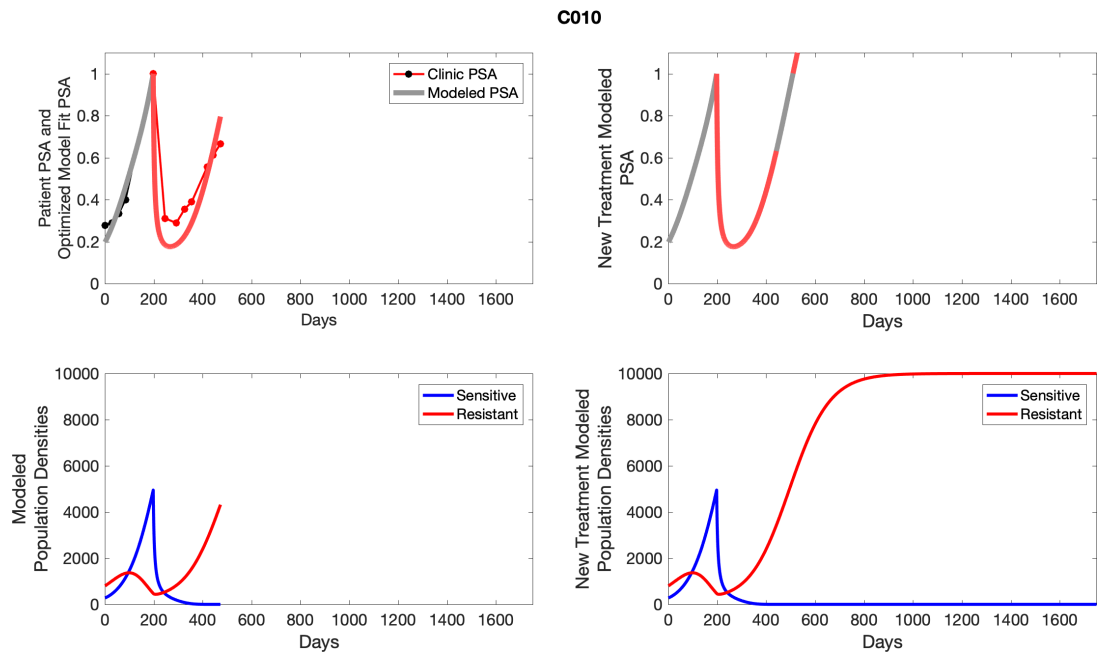 C010
Patient PSA and
Optimized Model Fit PSA
1
0.8
0.6
0.4
0.2
0
0 200 400 600 800 1000 1200 1400 1600
Days
Clinic PSA
Modeled PSA
New Treatment Modeled
PSA
1
0.8
0.6
0.4
0.2
0
0 200 400 600 800 1000 1200 1400 1600
Days
Modeled
Population Densities
10000
8000
6000
4000
2000
0
0 200 400 600 800 1000 1200 1400 1600
Days
Sensitive
Resistant
New Treatment Modeled
Population Densities
10000
8000
6000
4000
2000
0
0 200 400 600 800 1000 1200 1400 1600
Days
Sensitive
Resistant